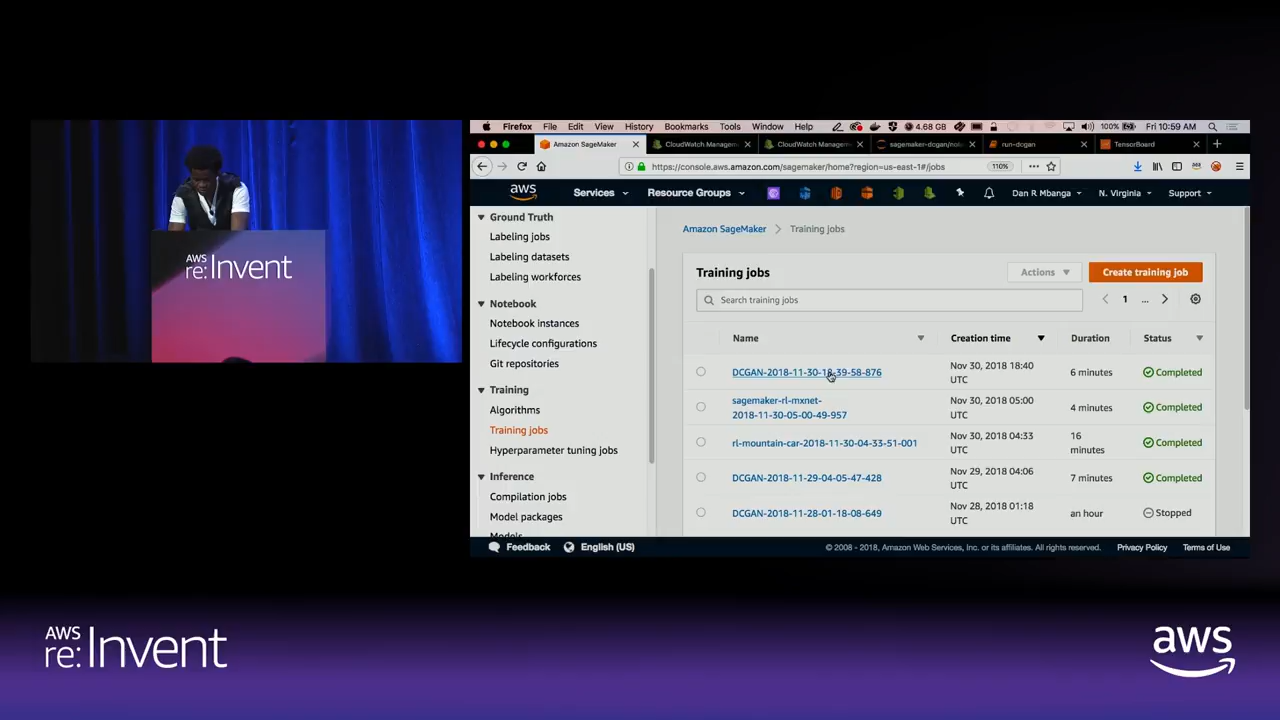 AWS
re:Invent
Firefox File Edit View History Bookmarks Tools Window Help 4.68 GB 100% Fri 10:59 AM
Amazon SageMaker CloudWatch Managem CloudWatch Managem sagemaker-dcgan/no run-dcgan TensorBoard
https://console.aws.amazon.com/sagemaker/home?region=us-east-1#/jobs 110%
aws Services Resource Groups Dan R Mbanga N. Virginia Support
Ground Truth
Labeling jobs
Labeling datasets
Labeling workforces
Notebook
Notebook instances
Lifecycle configurations
Git repositories
Training
Algorithms
Training jobs
Hyperparameter tuning jobs
Inference
Compilation jobs
Model packages
Models
Amazon SageMaker > Training jobs
Training jobs Actions Create training job
Search training jobs 1 ...
Name Creation time Duration Status
DCGAN-2018-11-30-18-39-58-876 Nov 30, 2018 18:40 UTC 6 minutes Completed
sagemaker-rl-mxnet-
2018-11-30-05-00-49-957 Nov 30, 2018 05:00 UTC 4 minutes Completed
rl-mountain-car-2018-11-30-04-33-51-001 Nov 30, 2018 04:33 UTC 16 minutes Completed
DCGAN-2018-11-29-04-05-47-428 Nov 29, 2018 04:06 UTC 7 minutes Completed
DCGAN-2018-11-28-01-18-08-649 Nov 28, 2018 01:18 UTC an hour Stopped
Feedback English (US) © 2008 - 2018, Amazon Web Services, Inc. or its affiliates. All rights reserved. Privacy Policy Terms of Use
AWS
re:Invent
aws